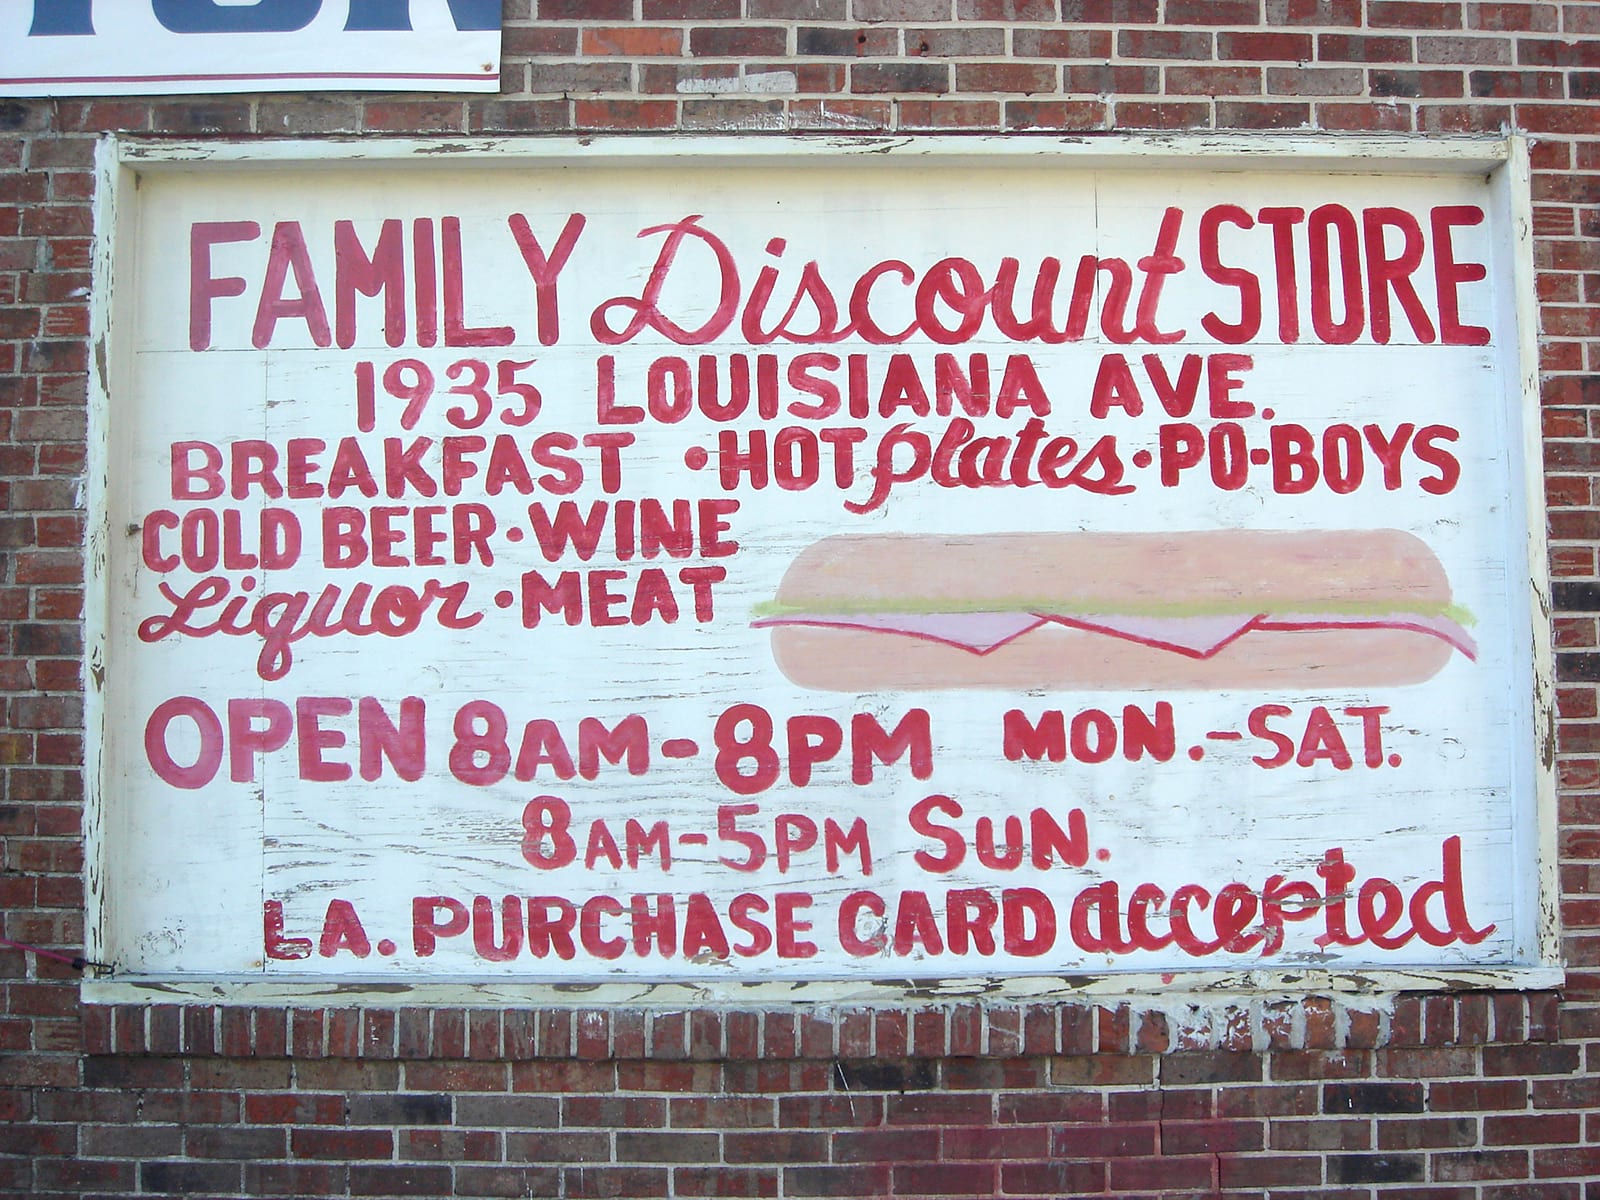 FAMILY Discount STORE
1935 LOUISIANA AVE.
BREAKFAST • HOT plates • PO-BOYS
COLD BEER • WINE
Liquor • MEAT
OPEN 8AM-8PM MON.-SAT.
8AM-5PM SUN.
LA. PURCHASE CARD accepted